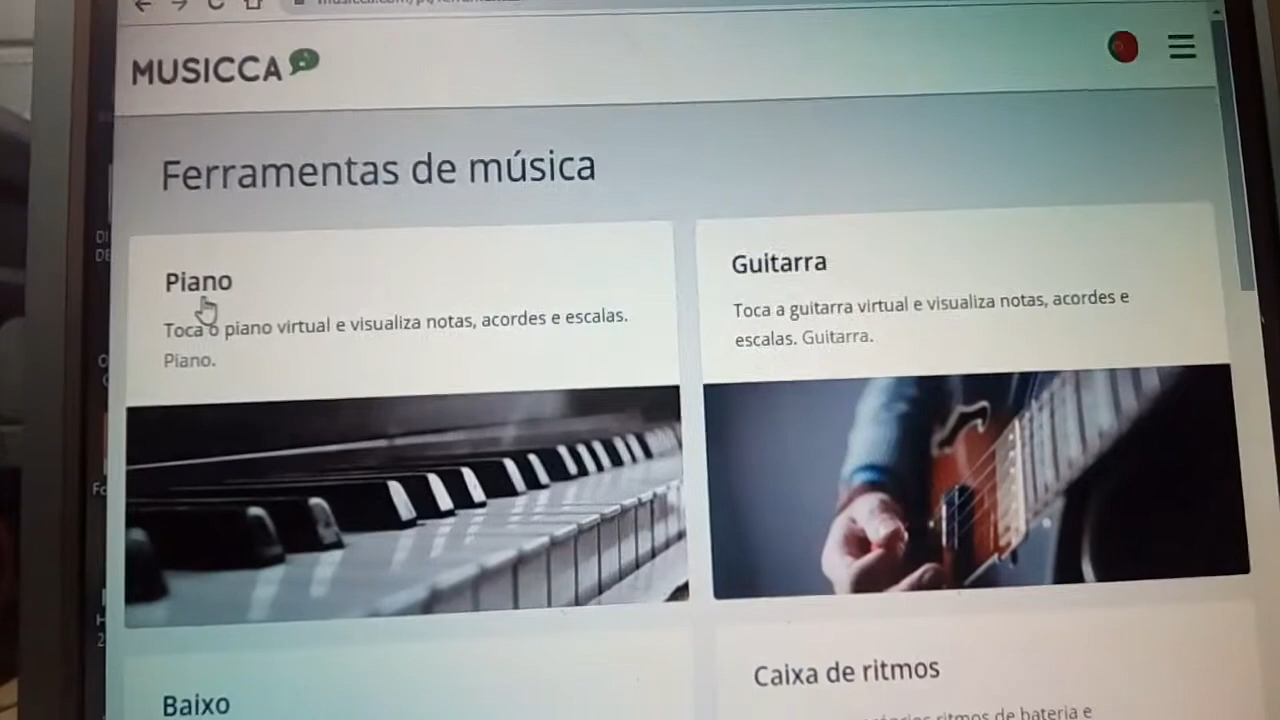 MUSICCA
Ferramentas de música
Piano
Toca o piano virtual e visualiza notas, acordes e escalas.
Piano.
Guitarra
Toca a guitarra virtual e visualiza notas, acordes e
escalas. Guitarra.
Baixo
Caixa de ritmos
ritmos de bateria e